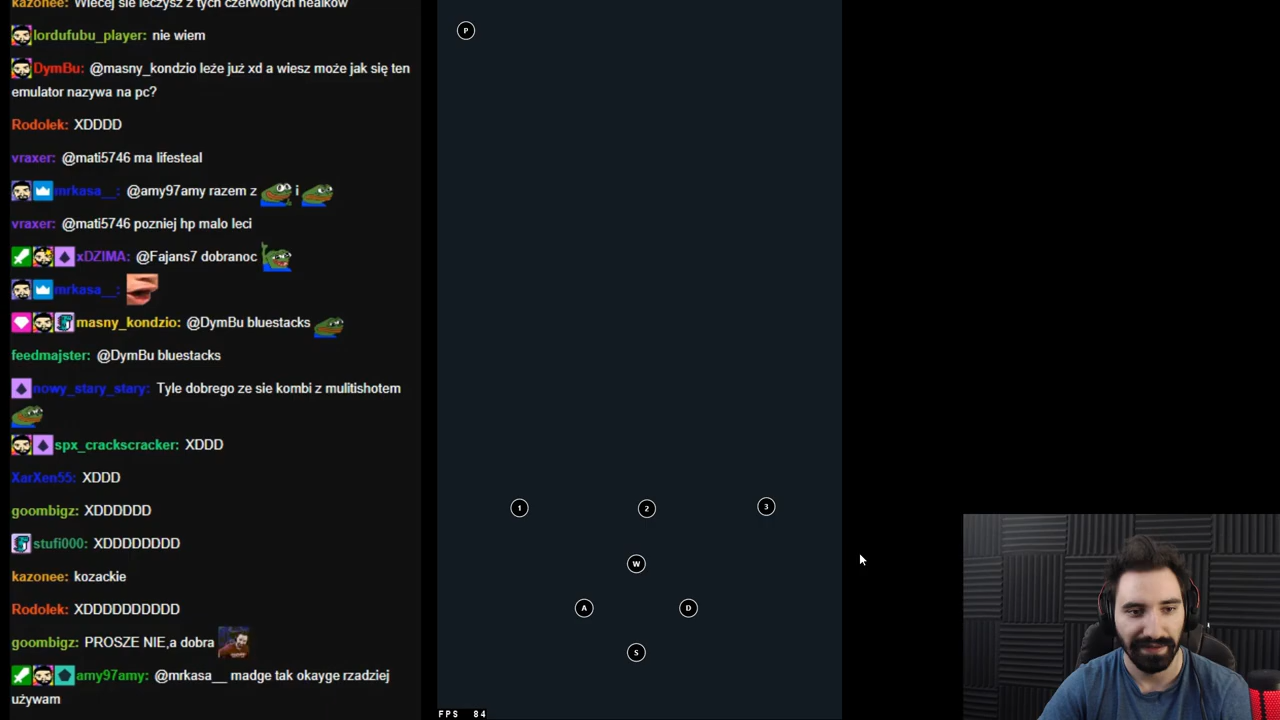 kazonee: Więcej się leczysz z tych czerwonych healków
lordufubu_player: nie wiem
DymBu: @masny_kondzio leże już xd a wiesz może jak się ten
emulator nazywa na pc?
Rodolek: XDDDD
vraxer: @mati5746 ma lifesteal
mrkasa__: @amy97amy razem z i
vraxer: @mati5746 pozniej hp malo leci
xDZIMA: @Fajans7 dobranoc
mrkasa__:
masny_kondzio: @DymBu bluestacks
feedmajster: @DymBu bluestacks
nowy_stary_stary: Tyle dobrego ze sie kombi z mulitishotem
spx_crackscracker: XDDD
XarXen55: XDDD
goombigz: XDDDDDD
stufi000: XDDDDDDDD
kazonee: kozackie
Rodolek: XDDDDDDDDDD
goombigz: PROSZE NIE,a dobra
amy97amy: @mrkasa__ madge tak okayge rzadziej
używam
P
1 2 3
W
A D
S
FPS 84